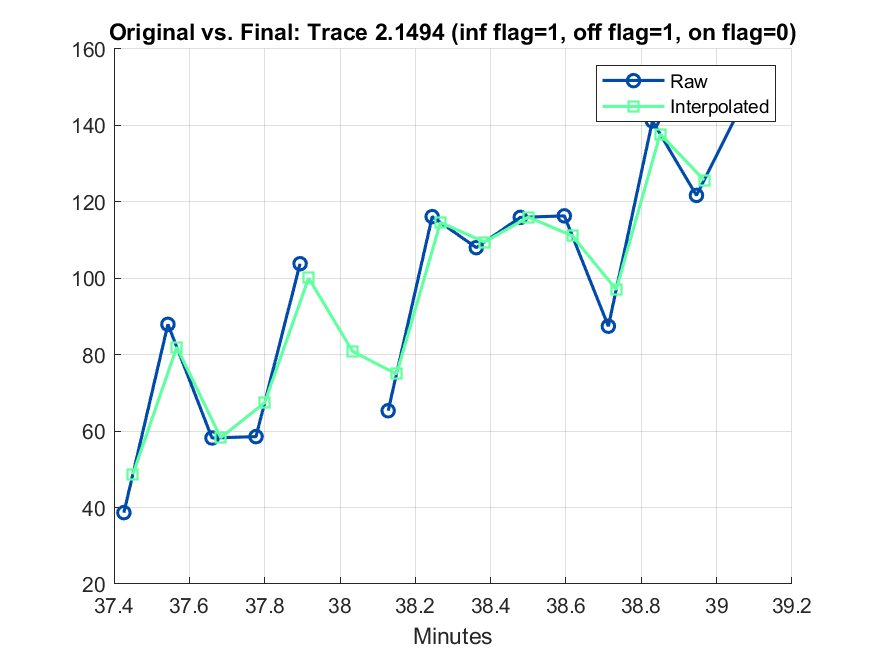 Original vs. Final: Trace 2.1494 (inf flag=1, off flag=1, on flag=0)
160
140
120
100
80
60
40
20
Raw
Interpolated
37.4 37.6 37.8 38 38.2 38.4 38.6 38.8 39 39.2
Minutes